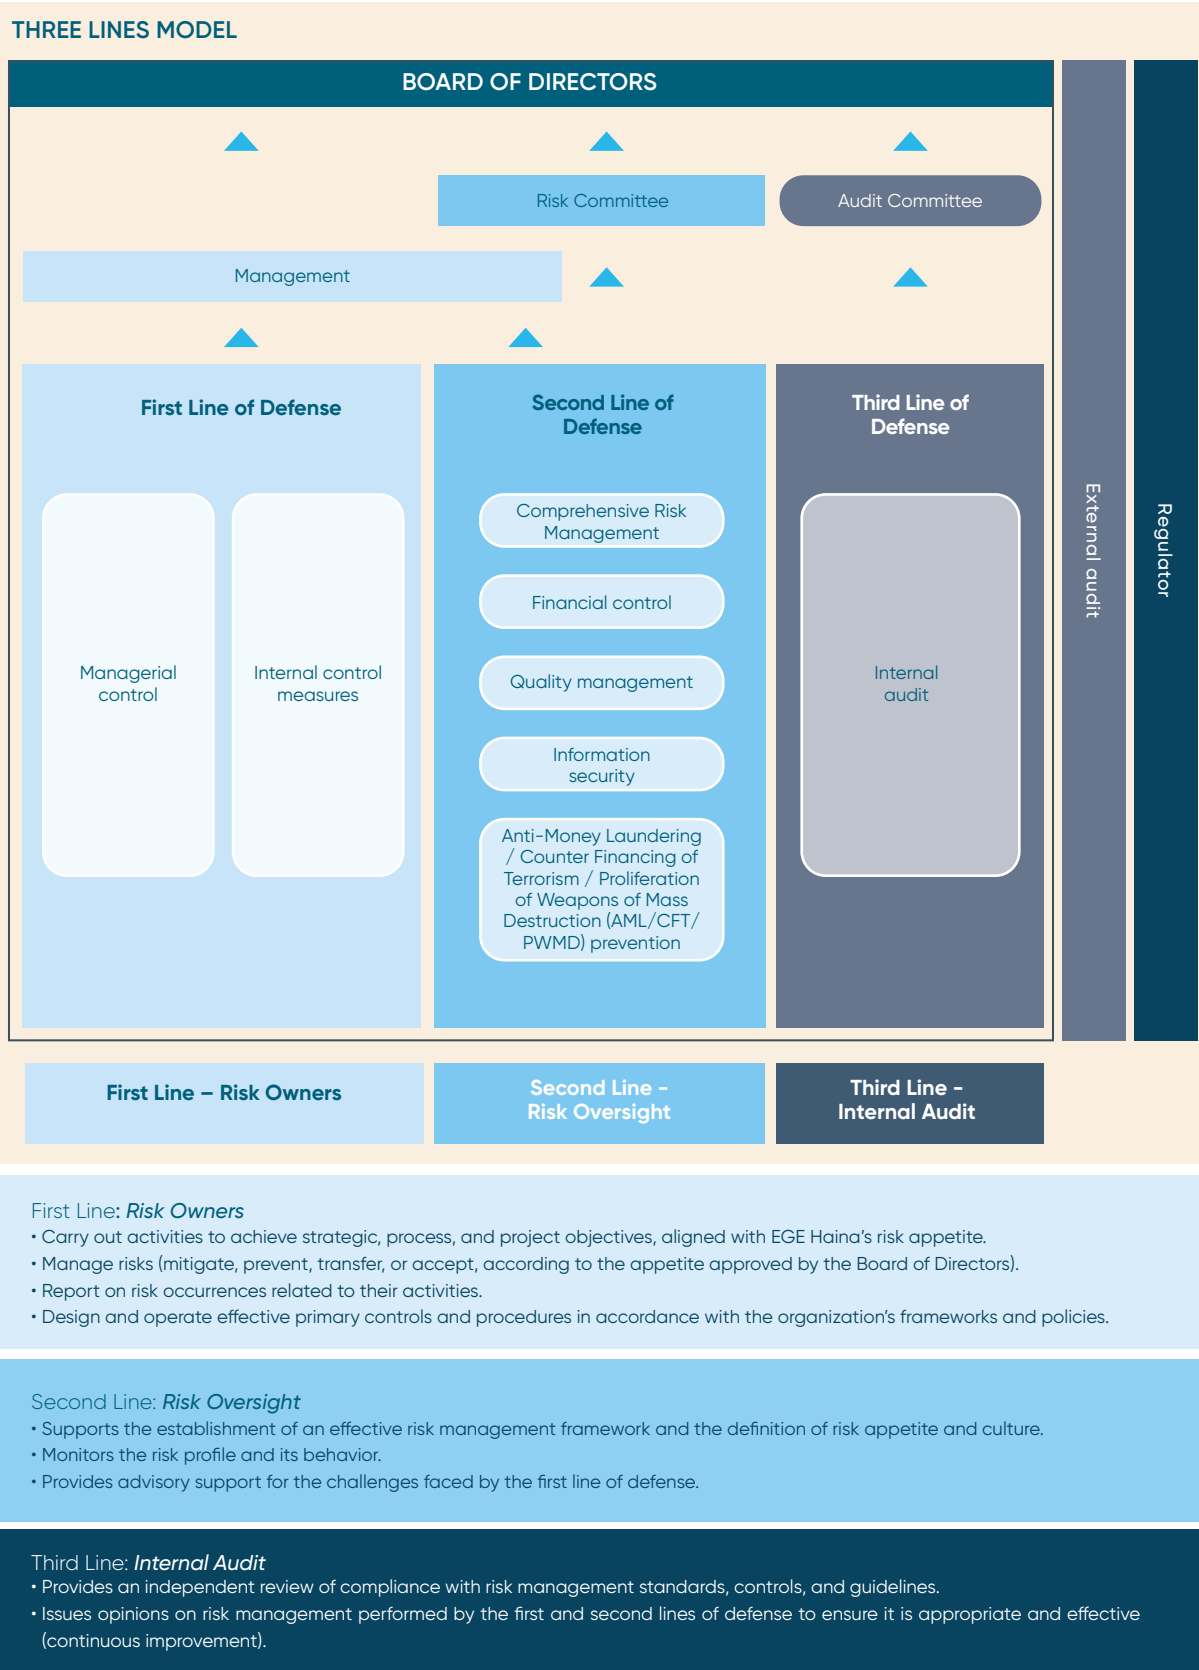 THREE LINES MODEL
BOARD OF DIRECTORS
Risk Committee
Audit Committee
Management
First Line of Defense
Managerial
control
Internal control
measures
Second Line of
Defense
Comprehensive Risk
Management
Financial control
Quality management
Information
security
Anti-Money Laundering
/ Counter Financing of
Terrorism / Proliferation
of Weapons of Mass
Destruction (AML/CFT/
PWMD) prevention
Third Line of
Defense
Internal
audit
External audit
Regulator
First Line – Risk Owners
Second Line -
Risk Oversight
Third Line -
Internal Audit
First Line: Risk Owners
• Carry out activities to achieve strategic, process, and project objectives, aligned with EGE Haina’s risk appetite.
• Manage risks (mitigate, prevent, transfer, or accept, according to the appetite approved by the Board of Directors).
• Report on risk occurrences related to their activities.
• Design and operate effective primary controls and procedures in accordance with the organization’s frameworks and policies.
Second Line: Risk Oversight
• Supports the establishment of an effective risk management framework and the definition of risk appetite and culture.
• Monitors the risk profile and its behavior.
• Provides advisory support for the challenges faced by the first line of defense.
Third Line: Internal Audit
• Provides an independent review of compliance with risk management standards, controls, and guidelines.
• Issues opinions on risk management performed by the first and second lines of defense to ensure it is appropriate and effective
(continuous improvement).